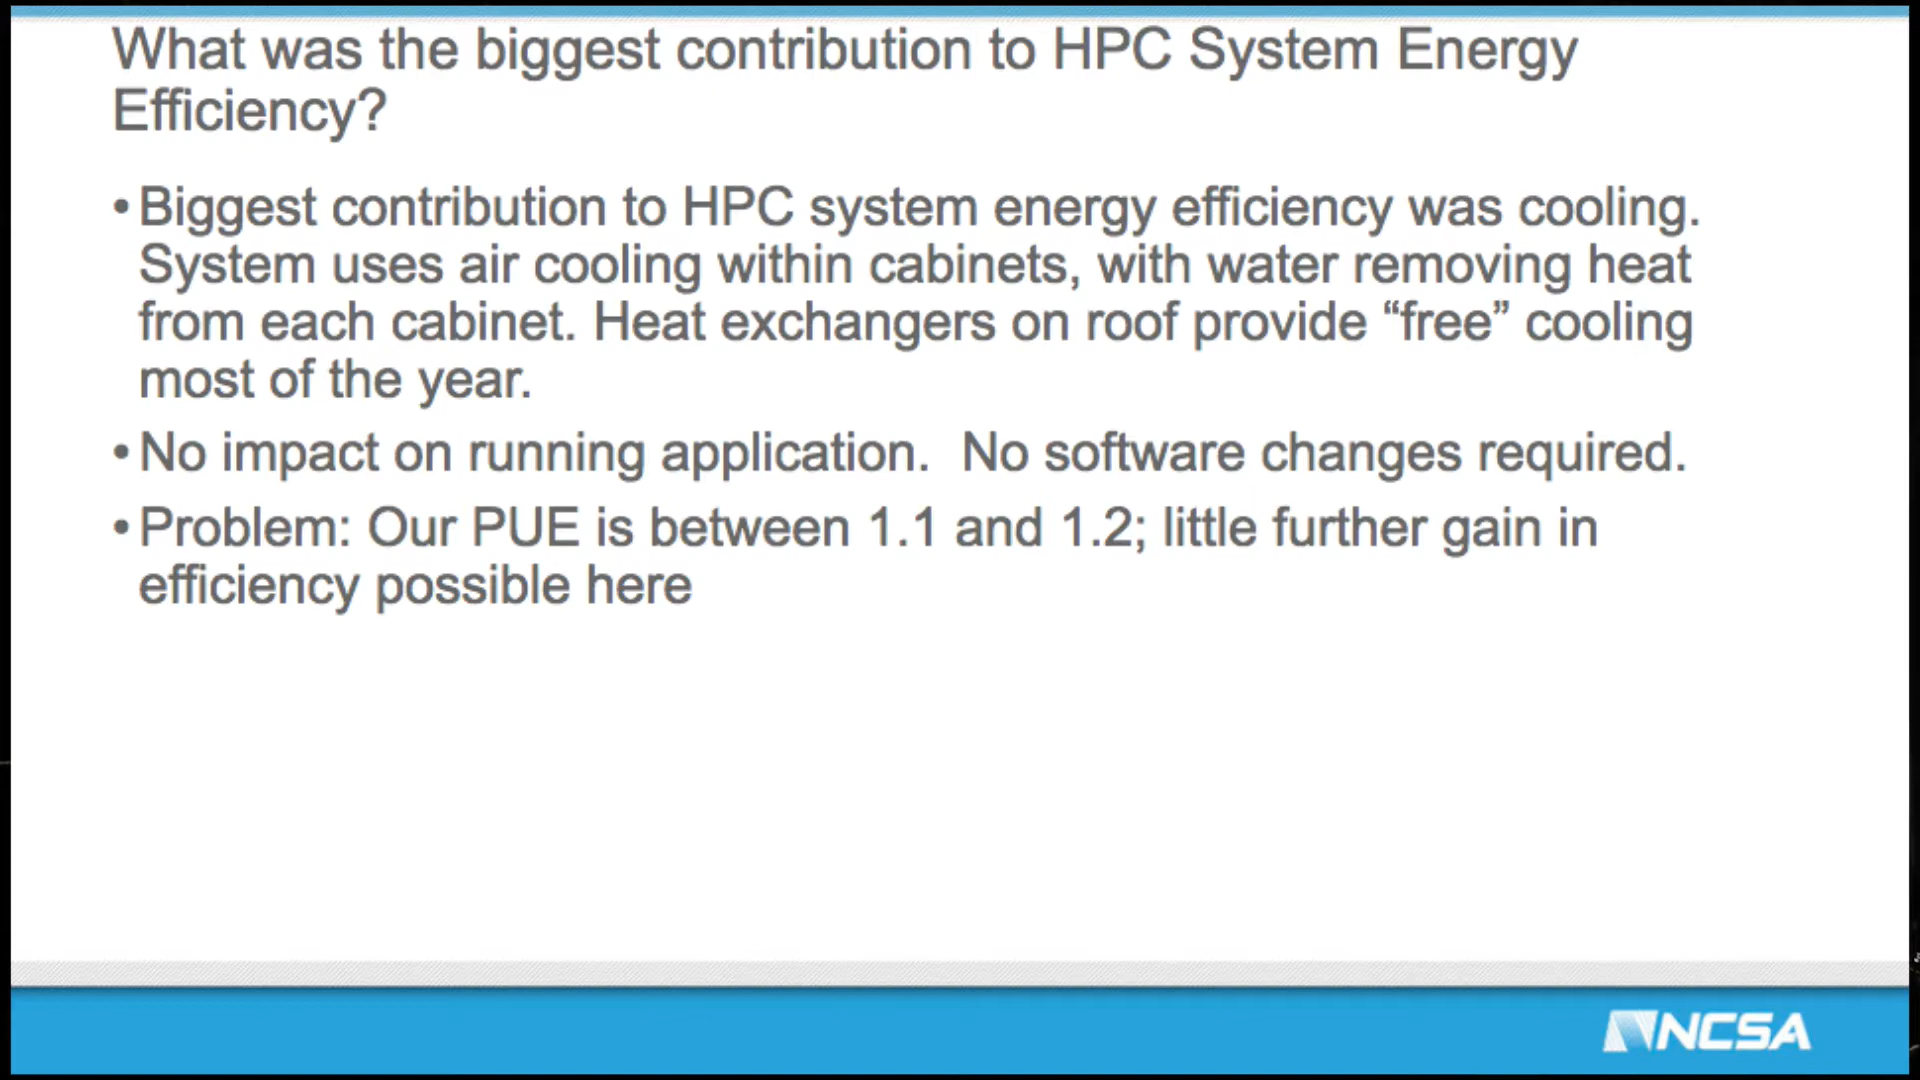 What was the biggest contribution to HPC System Energy
Efficiency?
• Biggest contribution to HPC system energy efficiency was cooling.
System uses air cooling within cabinets, with water removing heat
from each cabinet. Heat exchangers on roof provide “free” cooling
most of the year.
• No impact on running application.  No software changes required.
• Problem: Our PUE is between 1.1 and 1.2; little further gain in
efficiency possible here
NCSA